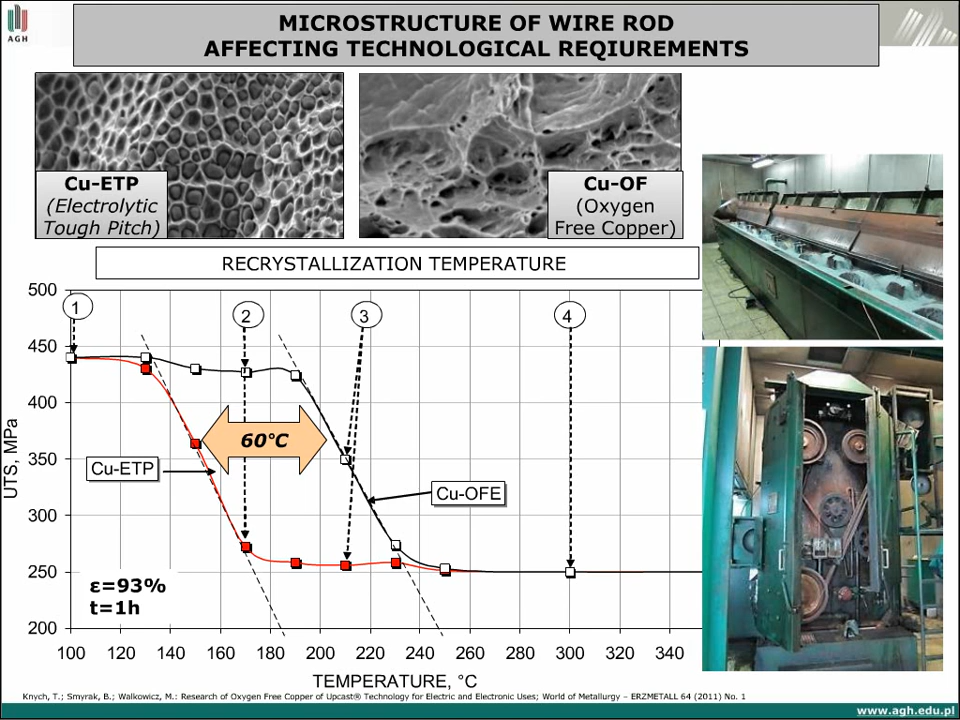 AGH
MICROSTRUCTURE OF WIRE ROD
AFFECTING TECHNOLOGICAL REQIUREMENTS
Cu-ETP
(Electrolytic
Tough Pitch)
Cu-OF
(Oxygen
Free Copper)
RECRYSTALLIZATION TEMPERATURE
500
450
400
350
300
250
200
UTS, MPa
1
2
3
4
60°C
Cu-ETP
Cu-OFE
ε=93%
t=1h
100 120 140 160 180 200 220 240 260 280 300 320 340
TEMPERATURE, °C
Knych, T.; Smyrak, B.; Walkowicz, M.: Research of Oxygen Free Copper of Upcast® Technology for Electric and Electronic Uses; World of Metallurgy – ERZMETALL 64 (2011) No. 1
www.agh.edu.pl